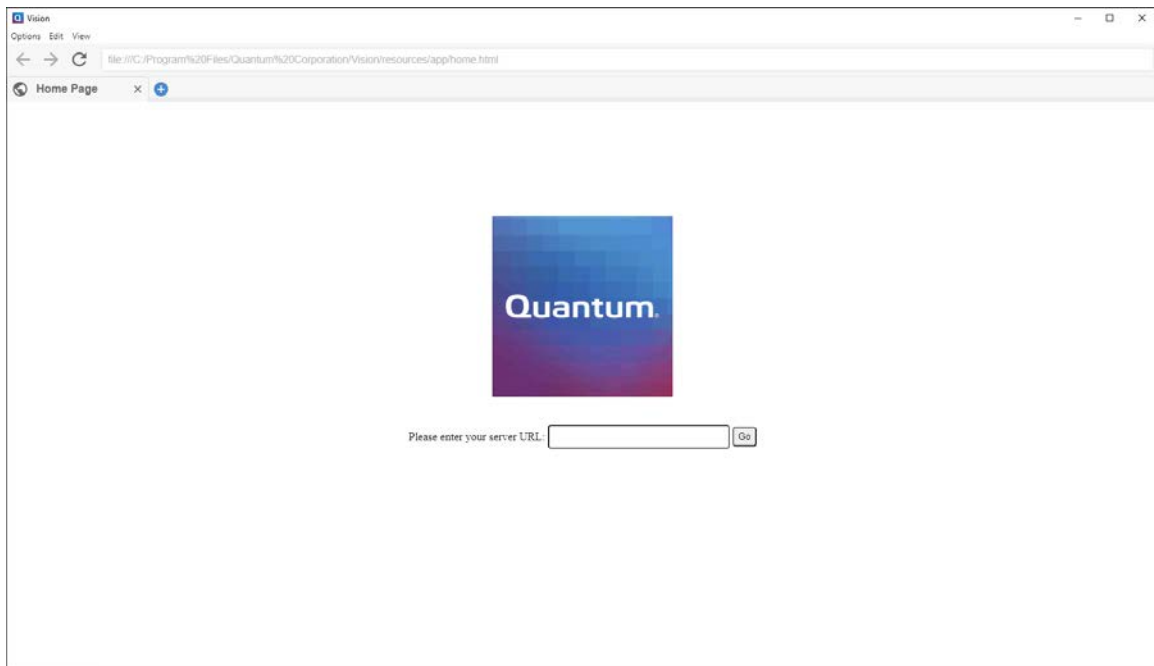 Vision
Options Edit View
file:///C:/Program%20Files/Quantum%20Corporation/Vision/resources/app/home.html
Home Page
Quantum.
Please enter your server URL:
Go